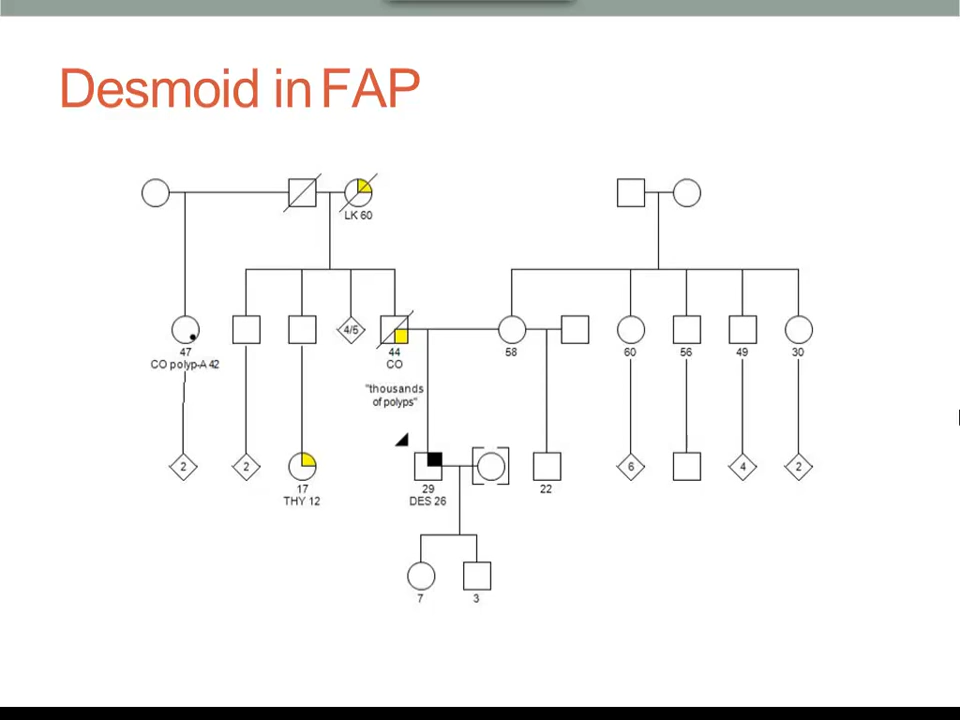 Desmoid in FAP
LK 60
4/5
47
CO polyp-A 42
44
CO
"thousands
of polyps"
58
60
56
49
30
2
2
17
THY 12
29
DES 26
22
6
4
2
7
3